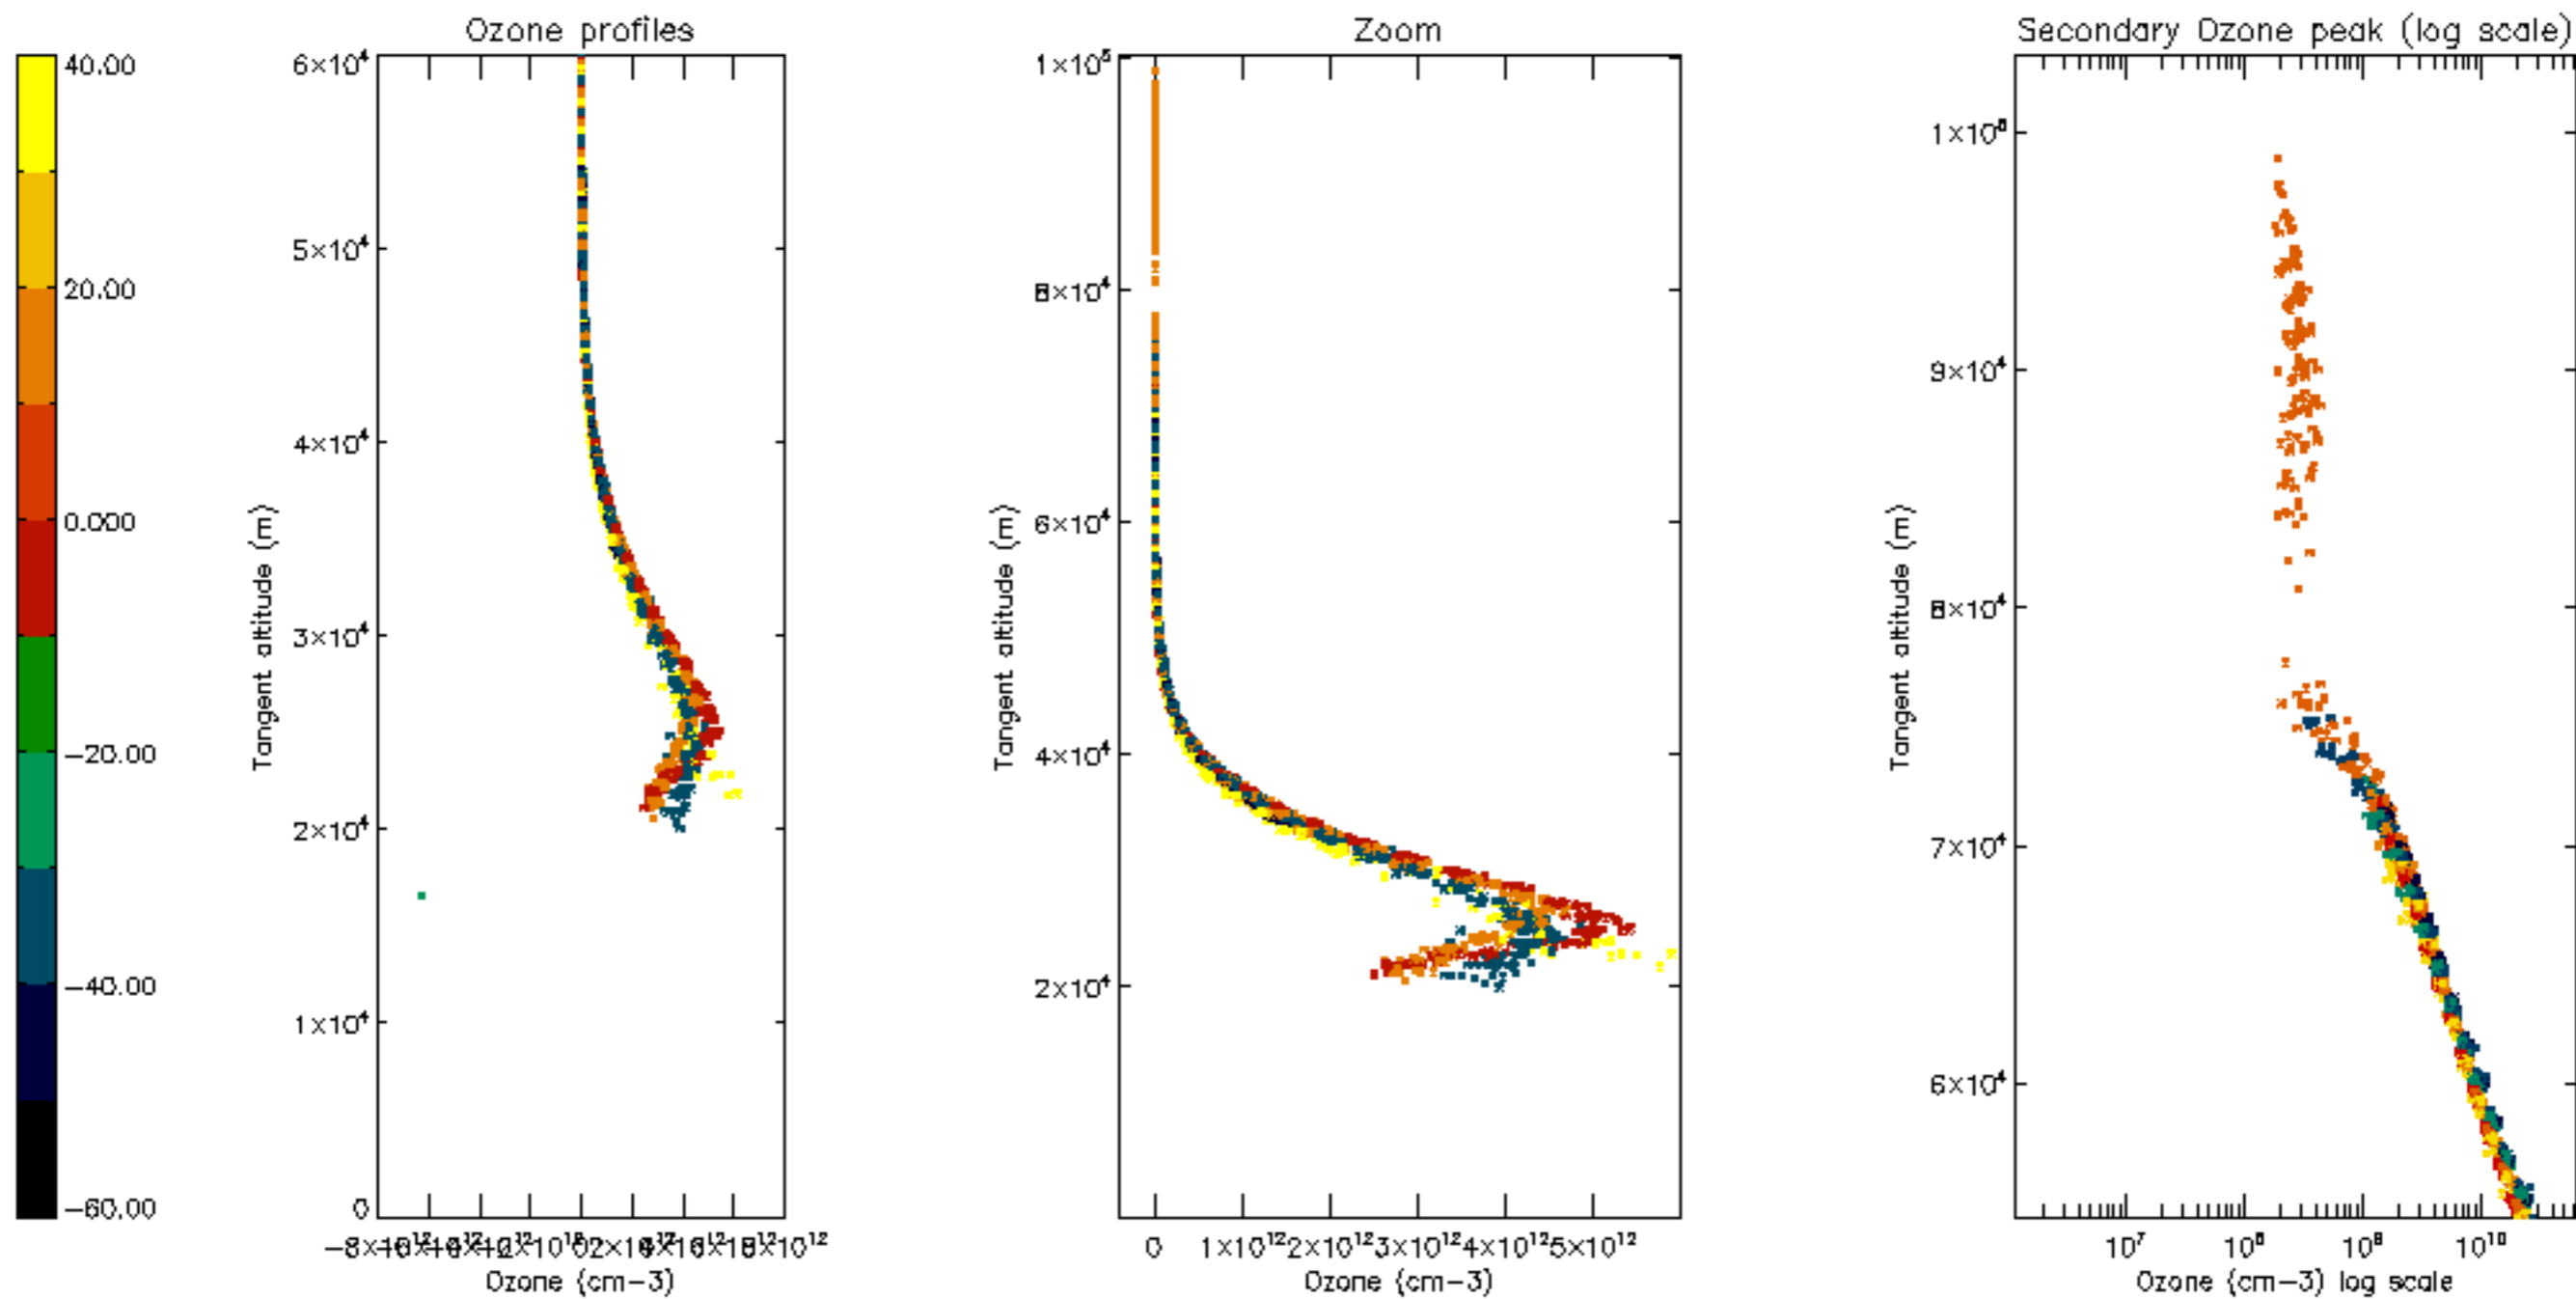 Ozone profiles
Zoom
Secondary Ozone peak (log scale)
40.00
20.00
0.000
−20.00
−40.00
−60.00
6×10⁴
5×10⁴
4×10⁴
3×10⁴
2×10⁴
1×10⁴
0
Tangent altitude (m)
Ozone (cm−3)
1×10⁵
8×10⁴
6×10⁴
4×10⁴
2×10⁴
Tangent altitude (m)
0 1×10¹² 2×10¹² 3×10¹² 4×10¹² 5×10¹²
Ozone (cm−3)
9×10⁴
8×10⁴
7×10⁴
6×10⁴
Tangent altitude (m)
10⁷ 10⁸ 10⁹ 10¹⁰
Ozone (cm−3) log scale